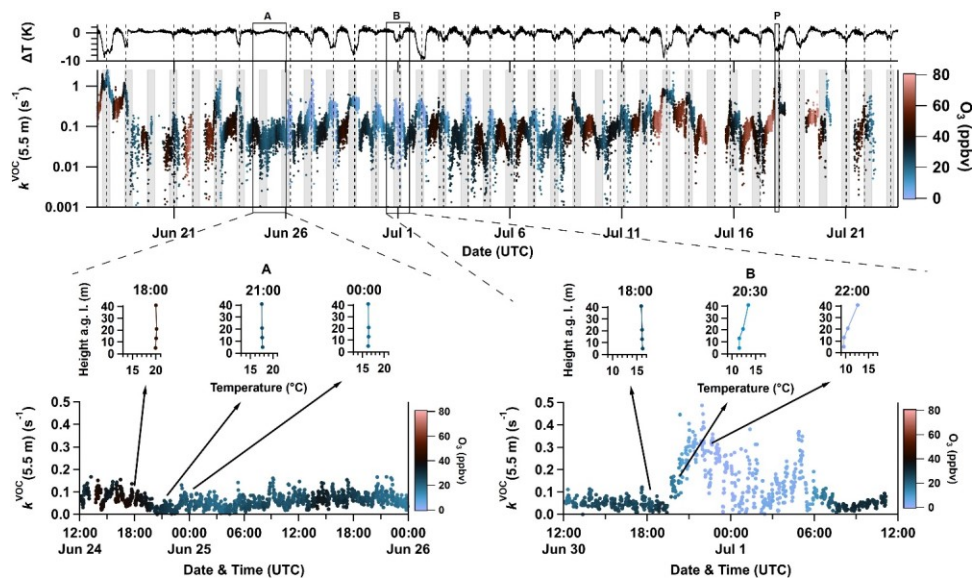 A
B
P
ΔT (K)
0
-10
k^VOC (5.5 m) (s⁻¹)
1
0.1
0.01
0.001
O₃ (ppbv)
80
60
40
20
0
Jun 21
Jun 26
Jul 1
Jul 6
Jul 11
Jul 16
Jul 21
Date (UTC)
A
18:00
21:00
00:00
Height a.g. l. (m)
40
30
20
10
0
15 20
15 20
15 20
Temperature (°C)
k^VOC (5.5 m) (s⁻¹)
0.5
0.4
0.3
0.2
0.1
0.0
O₃ (ppbv)
80
60
40
20
0
12:00 18:00 00:00 06:00 12:00 18:00 00:00
Jun 24 Jun 25 Jun 26
Date & Time (UTC)
B
18:00
20:30
22:00
Height a.g. l. (m)
40
30
20
10
0
10 15
10 15
10 15
Temperature (°C)
k^VOC (5.5 m) (s⁻¹)
0.5
0.4
0.3
0.2
0.1
0.0
O₃ (ppbv)
80
60
40
20
0
12:00 18:00 00:00 06:00 12:00
Jun 30 Jul 1
Date & Time (UTC)